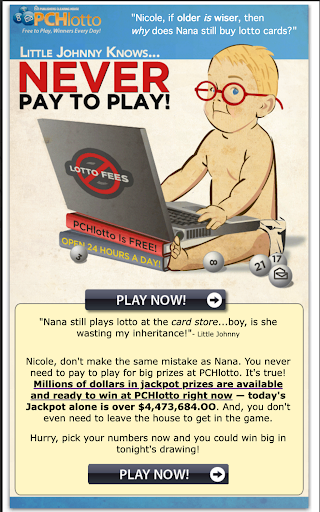 PCHlotto
Free to Play, Winners Every Day!
"Nicole, if older is wiser, then
why does Nana still buy lotto cards?"
LITTLE JOHNNY KNOWS...
NEVER
PAY TO PLAY!
LOTTO FEES
PCHlotto is FREE!
OPEN 24 HOURS A DAY!
3
8
21
17
PLAY NOW!
"Nana still plays lotto at the card store...boy, is she
wasting my inheritance!"- Little Johnny
Nicole, don't make the same mistake as Nana. You never
need to pay to play for big prizes at PCHlotto. It's true!
Millions of dollars in jackpot prizes are available
and ready to win at PCHlotto right now — today's
Jackpot alone is over $4,473,684.00. And, you don't
even need to leave the house to get in the game.
Hurry, pick your numbers now and you could win big in
tonight's drawing!
PLAY NOW!